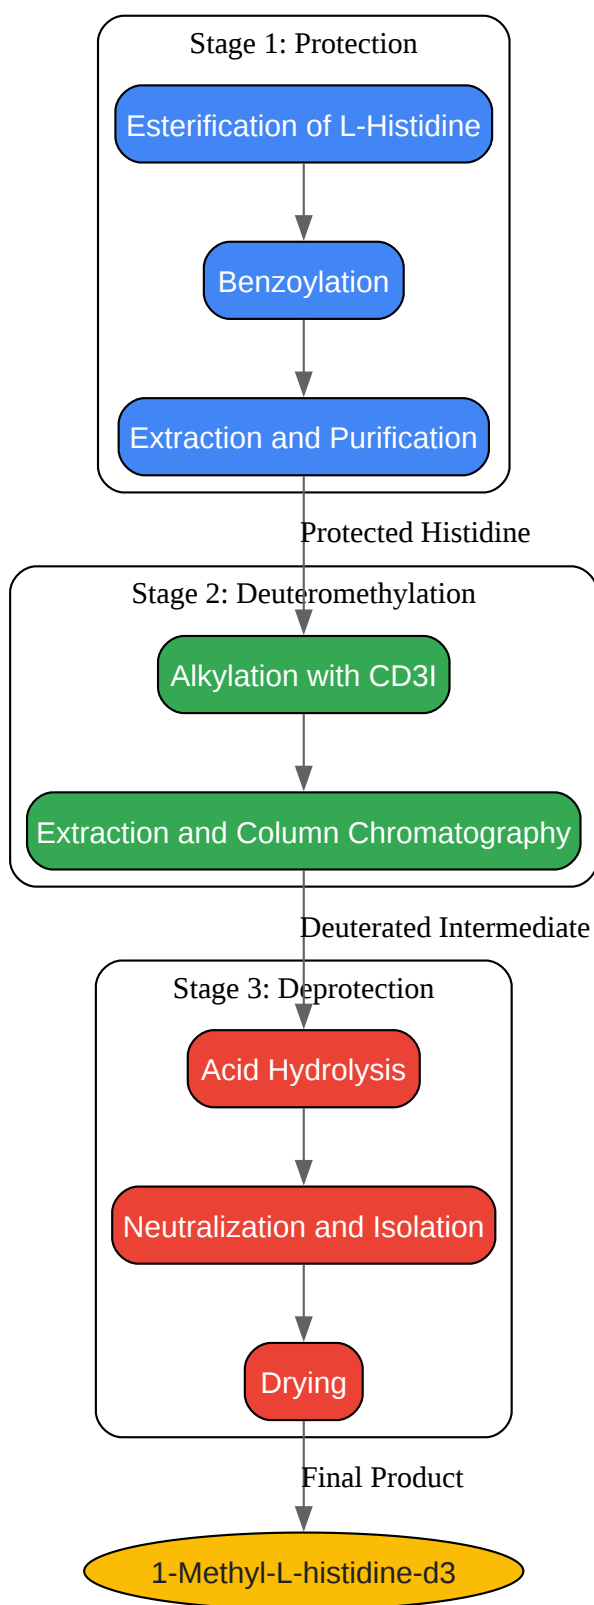 Stage 1: Protection
Esterification of L-Histidine
Benzoylation
Extraction and Purification
Protected Histidine
Stage 2: Deuteromethylation
Alkylation with CD3I
Extraction and Column Chromatography
Deuterated Intermediate
Stage 3: Deprotection
Acid Hydrolysis
Neutralization and Isolation
Drying
Final Product
1-Methyl-L-histidine-d3